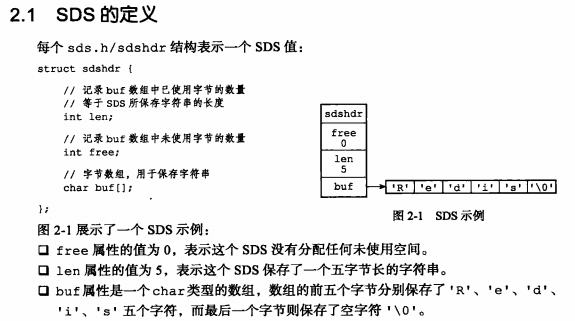 2.1 SDS 的定义
每个 sds.h/sdshdr 结构表示一个 SDS 值：
struct sdshdr {
// 记录 buf 数组中已使用字节的数量
// 等于 SDS 所保存字符串的长度
int len;
// 记录 buf 数组中未使用字节的数量
int free;
// 字节数组，用于保存字符串
char buf[];
};
sdshdr
free
0
len
5
buf
'R' 'e' 'd' 'i' 's' '\0'
图 2-1 SDS 示例
图 2-1 展示了一个 SDS 示例：
❑ free 属性的值为 0，表示这个 SDS 没有分配任何未使用空间。
❑ len 属性的值为 5，表示这个 SDS 保存了一个五字节长的字符串。
❑ buf 属性是一个 char 类型的数组，数组的前五个字节分别保存了 'R'、'e'、'd'、
'i'、's' 五个字符，而最后一个字节则保存了空字符 '\0'。